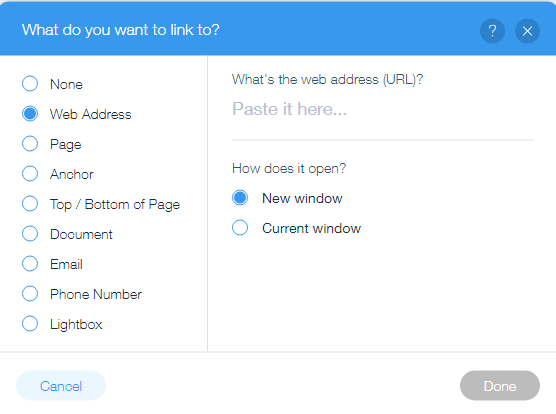 What do you want to link to?
?
None
Web Address
Page
Anchor
Top / Bottom of Page
Document
Email
Phone Number
Lightbox
What's the web address (URL)?
Paste it here...
How does it open?
New window
Current window
Cancel
Done